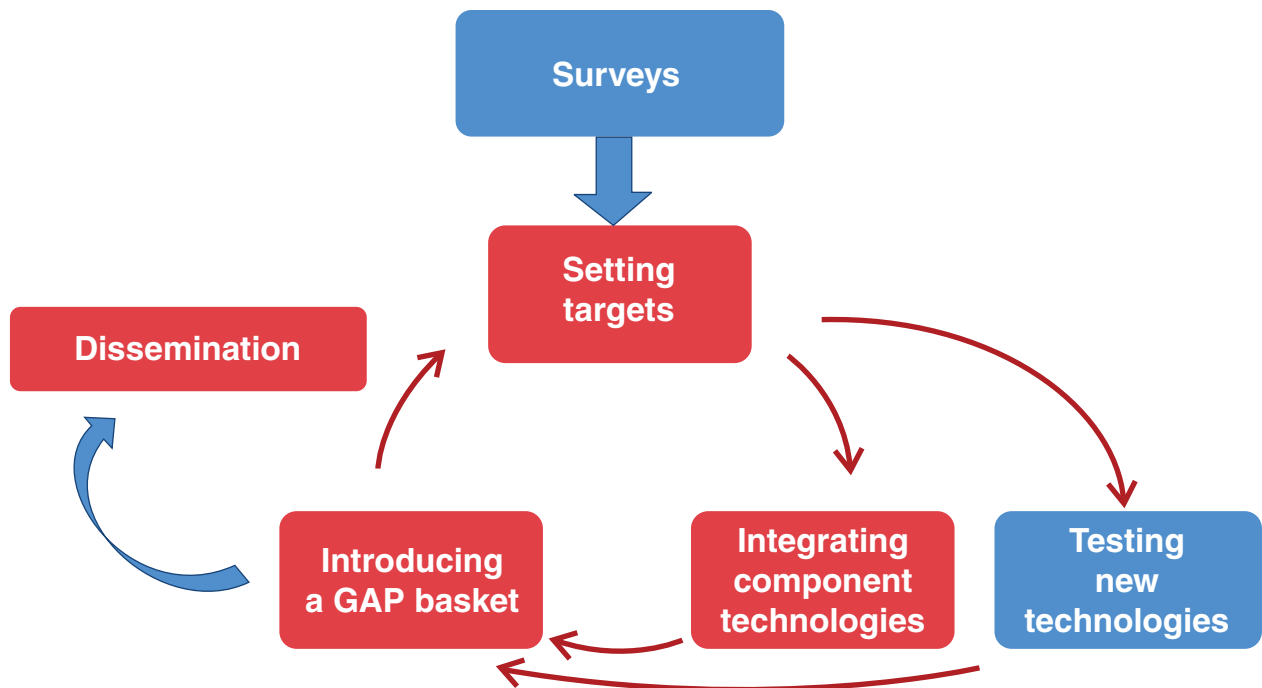 Surveys
Setting
targets
Dissemination
Introducing
a GAP basket
Integrating
component
technologies
Testing
new
technologies